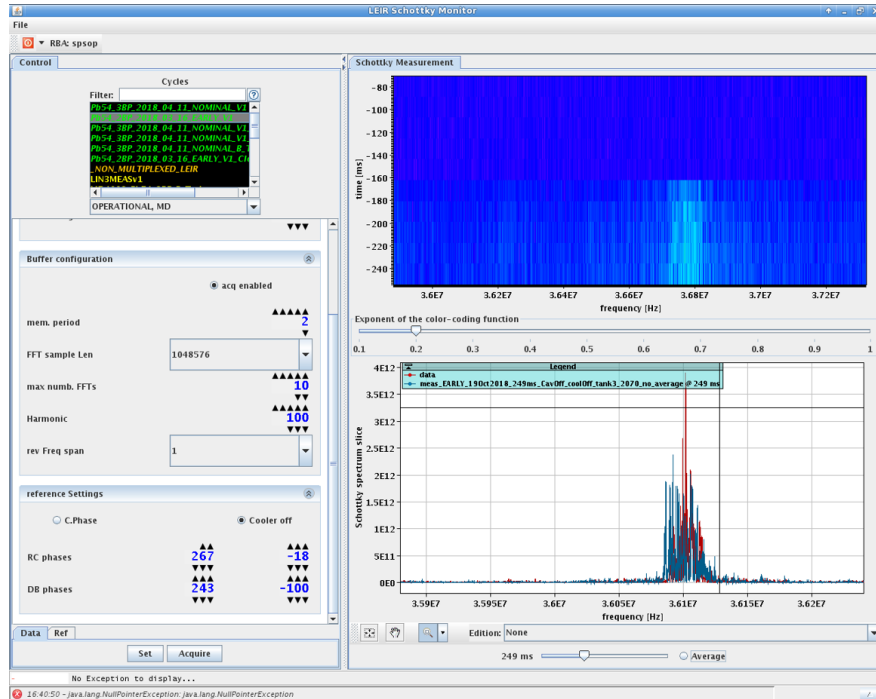 LEIR Schottky Monitor
File
RBA: spsop
Control
Cycles
Filter:
Pb54_3BP_2018_04_11_NOMINAL_V1
Pb54_3BP_2018_04_11_NOMINAL_V1
Pb54_3BP_2018_04_11_NOMINAL_V1
Pb54_3BP_2018_04_11_NOMINAL_B_T
Pb54_2BP_2018_03_16_EARLY_V1_Cl
_NON_MULTIPLEXED_LEIR
LIN3MEASv1
OPERATIONAL, MD
Buffer configuration
acq enabled
mem. period 2
FFT sample Len 1048576
max numb. FFTs 10
Harmonic 100
rev Freq span 1
reference Settings
C.Phase Cooler off
RC phases 267 -18
DB phases 243 -100
Data Ref
Set Acquire
Schottky Measurement
time [ms]
-80
-100
-120
-140
-160
-180
-200
-220
-240
3.6E7 3.62E7 3.64E7 3.66E7 3.68E7 3.7E7 3.72E7
frequency [Hz]
Exponent of the color-coding function
0.1 0.2 0.3 0.4 0.5 0.6 0.7 0.8 0.9 1
Legend
data
meas_EARLY_19Oct2018_249ms_CavOff_coolOff_tank3_2070_no_average @ 249 ms
Schottky spectrum slice
4E12
3.5E12
3E12
2.5E12
2E12
1.5E12
1E12
5E11
0E0
3.59E7 3.595E7 3.6E7 3.605E7 3.61E7 3.615E7 3.62E7
frequency [Hz]
Edition: None
249 ms Average
No Exception to display...
16:40:50 - java.lang.NullPointerException: java.lang.NullPointerException